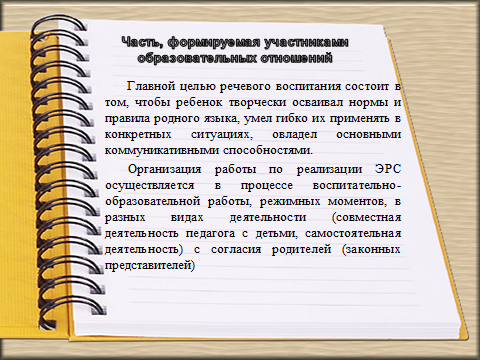 Часть, формируемая участниками
образовательных отношений
Главной целью речевого воспитания состоит в
том, чтобы ребенок творчески осваивал нормы и
правила родного языка, умел гибко их применять в
конкретных ситуациях, овладел основными
коммуникативными способностями.
Организация работы по реализации ЭРС
осуществляется в процессе воспитательно-
образовательной работы, режимных моментов, в
разных видах деятельности (совместная
деятельность педагога с детьми, самостоятельная
деятельность) с согласия родителей (законных
представителей)